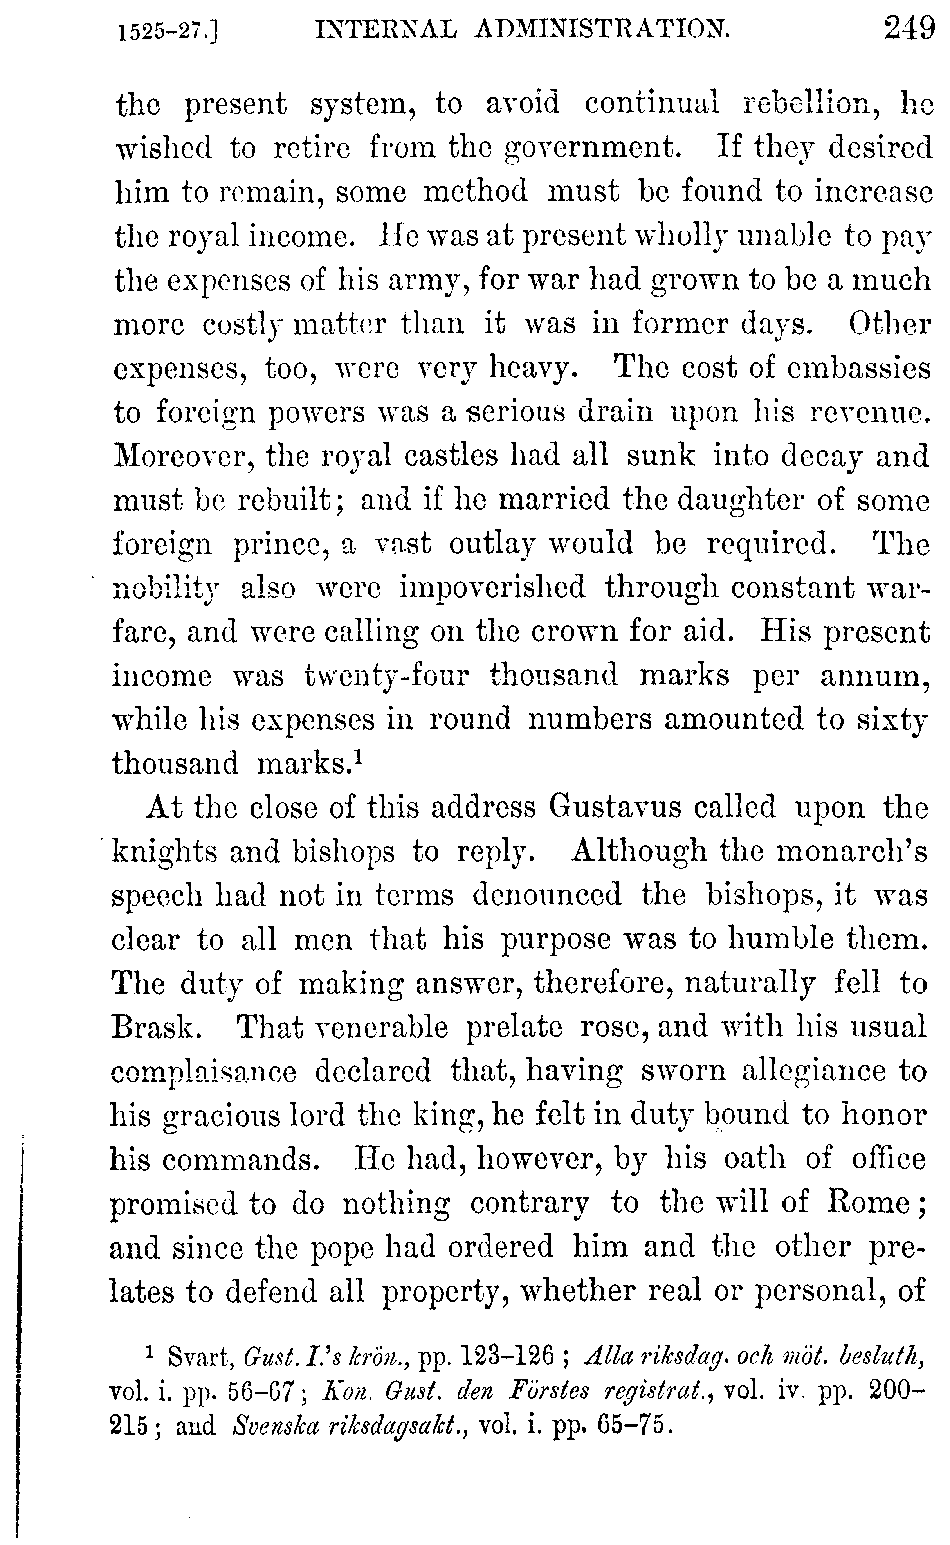 1525–27.] INTERNAL ADMINISTRATION. 249
the present system, to avoid continual rebellion, he
wished to retire from the government. If they desired
him to remain, some method must be found to increase
the royal income. He was at present wholly unable to pay
the expenses of his army, for war had grown to be a much
more costly matter than it was in former days. Other
expenses, too, were very heavy. The cost of embassies
to foreign powers was a serious drain upon his revenue.
Moreover, the royal castles had all sunk into decay and
must be rebuilt; and if he married the daughter of some
foreign prince, a vast outlay would be required. The
nobility also were impoverished through constant war-
fare, and were calling on the crown for aid. His present
income was twenty-four thousand marks per annum,
while his expenses in round numbers amounted to sixty
thousand marks.¹
At the close of this address Gustavus called upon the
knights and bishops to reply. Although the monarch's
speech had not in terms denounced the bishops, it was
clear to all men that his purpose was to humble them.
The duty of making answer, therefore, naturally fell to
Brask. That venerable prelate rose, and with his usual
complaisance declared that, having sworn allegiance to
his gracious lord the king, he felt in duty bound to honor
his commands. He had, however, by his oath of office
promised to do nothing contrary to the will of Rome;
and since the pope had ordered him and the other pre-
lates to defend all property, whether real or personal, of
¹ Svart, Gust. I.'s krön., pp. 123–126; Alla riksdag. och möt. besluth,
vol. i. pp. 56–67; Kon. Gust. den Förstes registrat., vol. iv. pp. 200–
215; and Svenska riksdagsakt., vol. i. pp. 65–75.